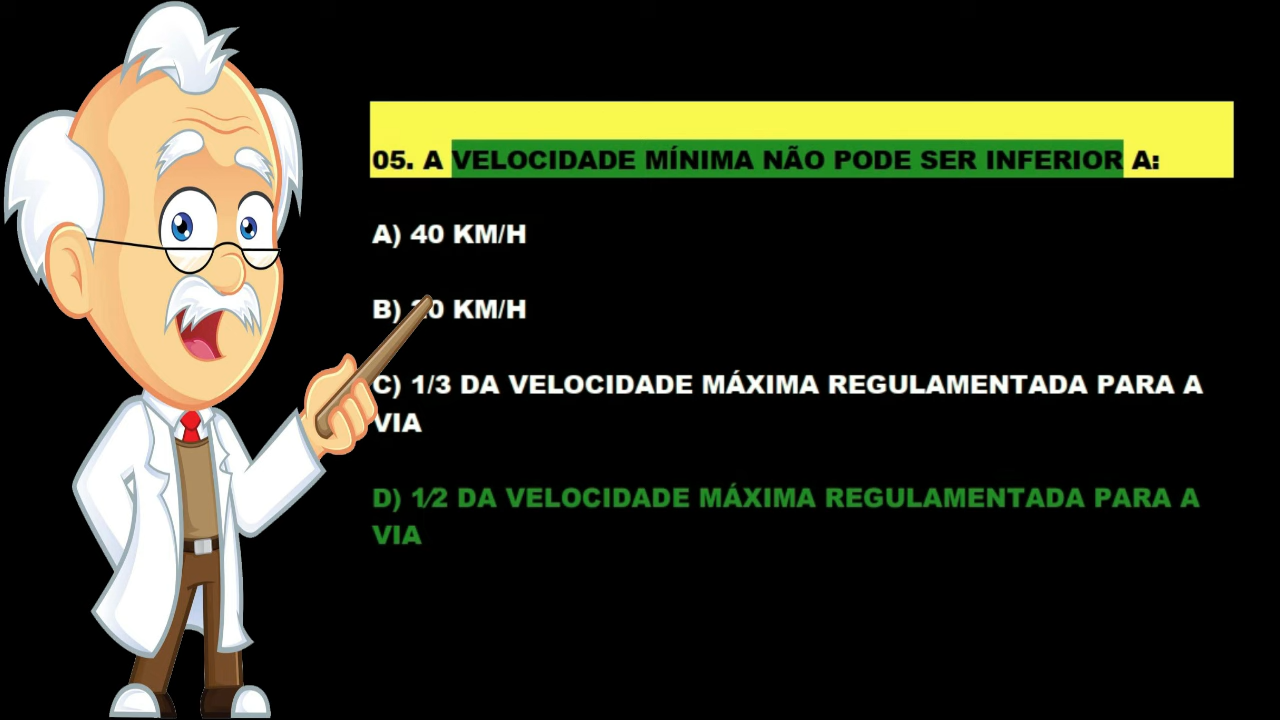 05. A VELOCIDADE MÍNIMA NÃO PODE SER INFERIOR A:
A) 40 KM/H
B) 20 KM/H
C) 1/3 DA VELOCIDADE MÁXIMA REGULAMENTADA PARA A
VIA
D) 1⁄2 DA VELOCIDADE MÁXIMA REGULAMENTADA PARA A
VIA